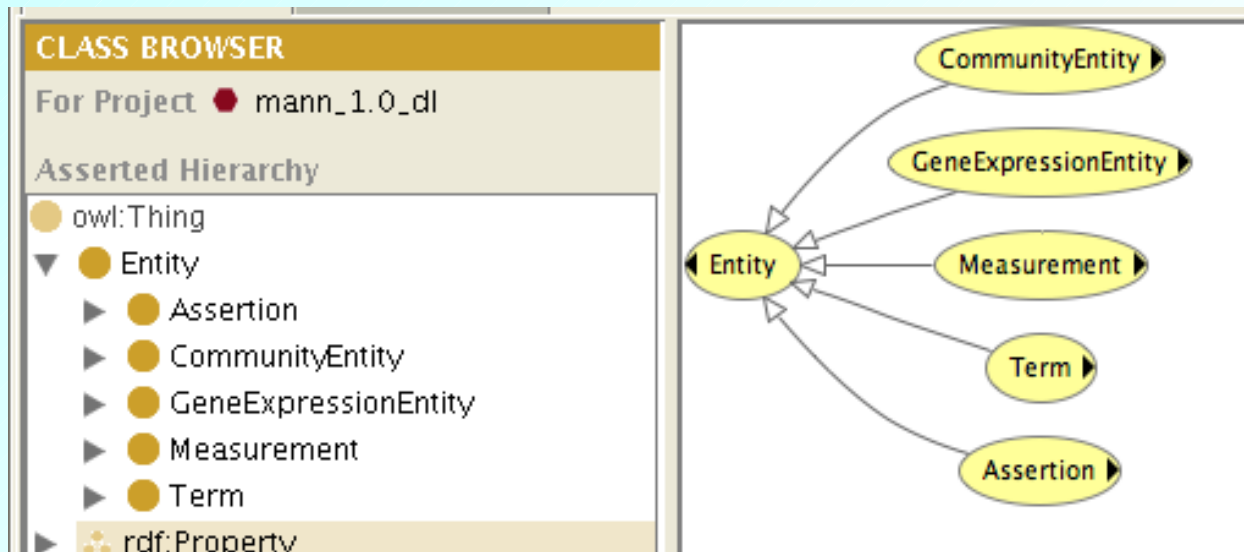 CLASS BROWSER
For Project mann_1.0_dl
Asserted Hierarchy
owl:Thing
Entity
Assertion
CommunityEntity
GeneExpressionEntity
Measurement
Term
rdf:Property
CommunityEntity
GeneExpressionEntity
Entity
Measurement
Term
Assertion